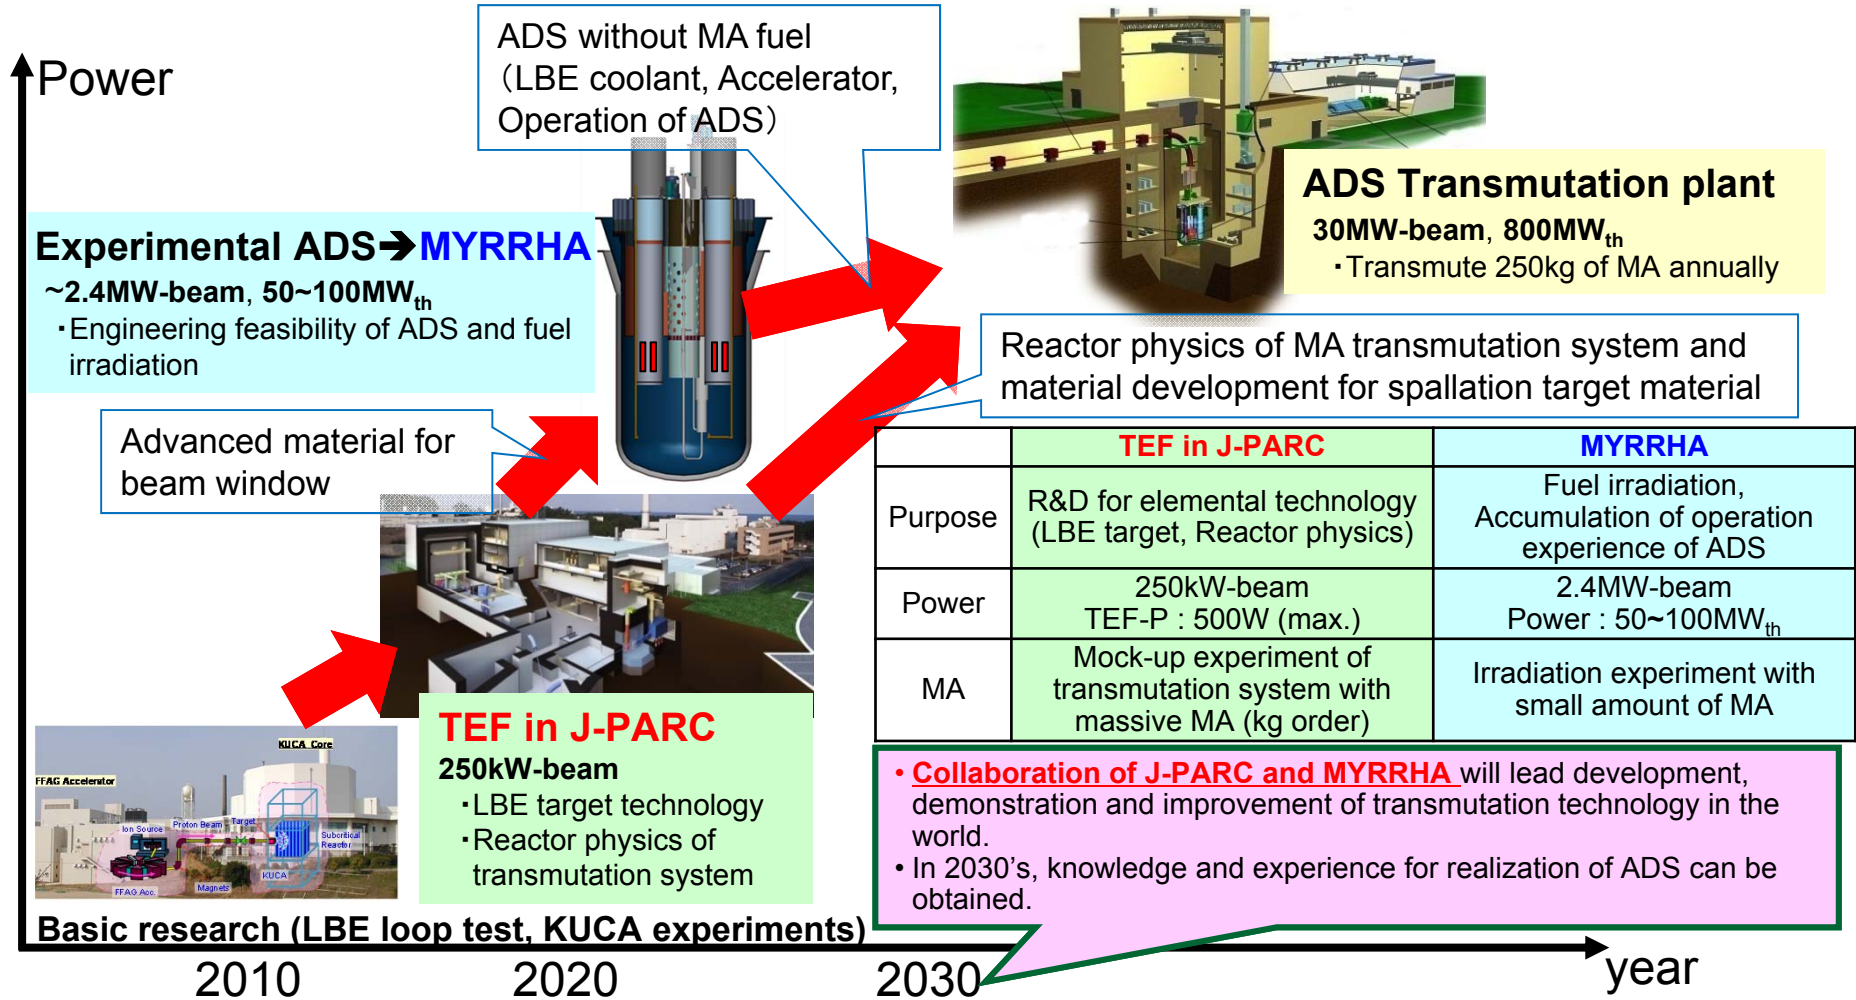 Power
ADS without MA fuel
（LBE coolant, Accelerator,
Operation of ADS）
ADS Transmutation plant
30MW-beam, 800MWth
・Transmute 250kg of MA annually
Experimental ADS➔MYRRHA
~2.4MW-beam, 50~100MWth
・Engineering feasibility of ADS and fuel
irradiation
Reactor physics of MA transmutation system and
material development for spallation target material
Advanced material for
beam window
TEF in J-PARC
MYRRHA
Purpose
R&D for elemental technology
(LBE target, Reactor physics)
Fuel irradiation,
Accumulation of operation
experience of ADS
Power
250kW-beam
TEF-P : 500W (max.)
2.4MW-beam
Power : 50~100MWth
MA
Mock-up experiment of
transmutation system with
massive MA (kg order)
Irradiation experiment with
small amount of MA
TEF in J-PARC
250kW-beam
・LBE target technology
・Reactor physics of
transmutation system
KUCA Core
FFAG Accelerator
Ion Source
Proton Beam
Target
Subcritical
Reactor
KUCA
Magnets
FFAG Acc.
• Collaboration of J-PARC and MYRRHA will lead development,
demonstration and improvement of transmutation technology in the
world.
• In 2030's, knowledge and experience for realization of ADS can be
obtained.
Basic research (LBE loop test, KUCA experiments)
2010
2020
2030
year